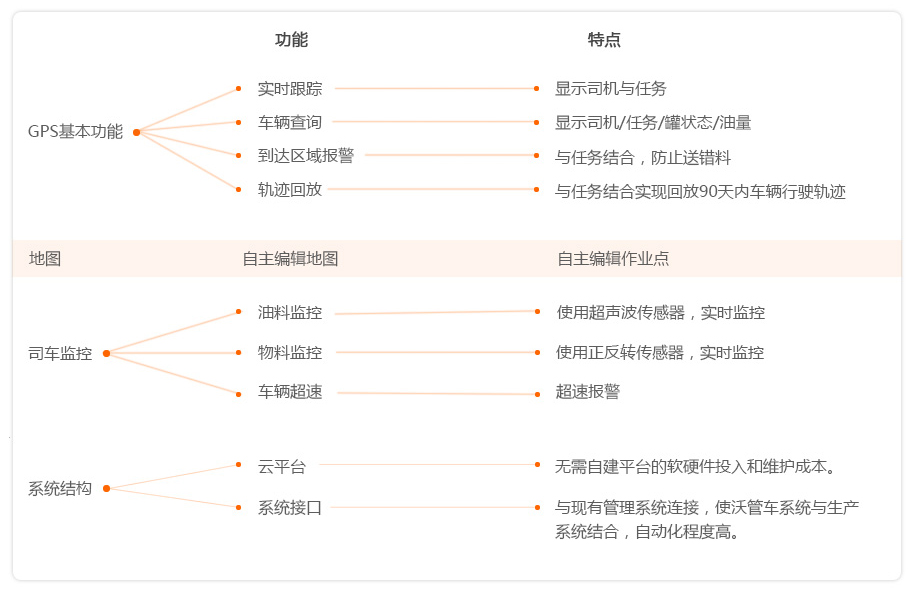 功能 特点
实时跟踪 显示司机与任务
车辆查询 显示司机/任务/罐状态/油量
GPS基本功能
到达区域报警 与任务结合，防止送错料
轨迹回放 与任务结合实现回放90天内车辆行驶轨迹
地图 自主编辑地图 自主编辑作业点
油料监控 使用超声波传感器，实时监控
司车监控 物料监控 使用正反转传感器，实时监控
车辆超速 超速报警
云平台 无需自建平台的软硬件投入和维护成本。
系统结构
系统接口 与现有管理系统连接，使沃管车系统与生产
系统结合，自动化程度高。